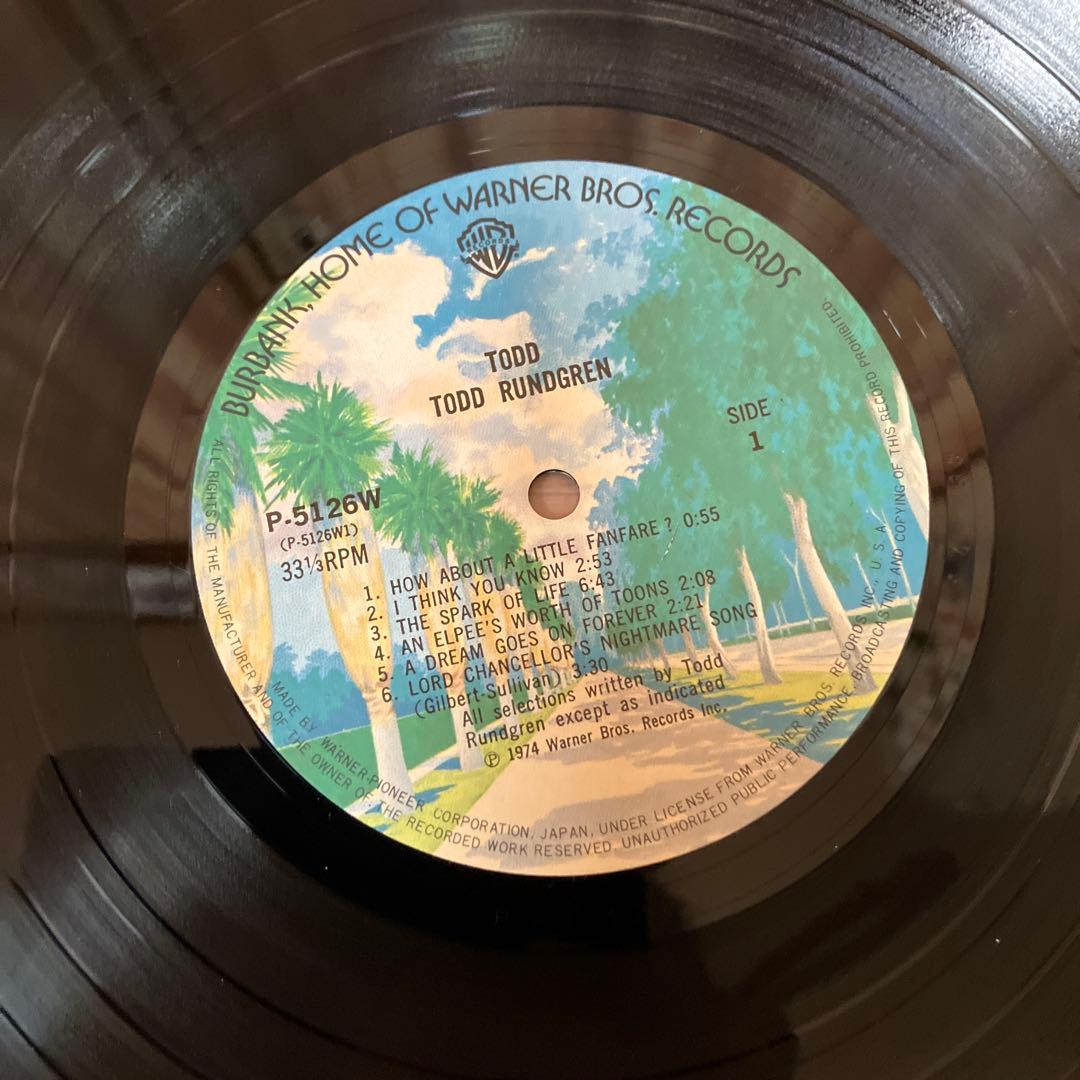 BURBANK, HOME OF WARNER BROS. RECORDS
RECORDS
TODD
TODD RUNDGREN
SIDE
1
P-5126W
(P-5126W1)
33⅓RPM
1. HOW ABOUT A LITTLE FANFARE? 0:55
2. I THINK YOU KNOW 2:53
3. THE SPARK OF LIFE 6:43
4. AN ELPEE'S WORTH OF TOONS 2:08
5. A DREAM GOES ON FOREVER 2:21
6. LORD CHANCELLOR'S NIGHTMARE SONG
(Gilbert-Sullivan) 3:30
All selections written by Todd
Rundgren except as indicated
Ⓟ 1974 Warner Bros. Records Inc.
MADE BY WARNER-PIONEER CORPORATION, JAPAN, UNDER LICENSE FROM WARNER BROS. RECORDS INC., U.S.A.
ALL RIGHTS OF THE MANUFACTURER AND OF THE OWNER OF THE RECORDED WORK RESERVED. UNAUTHORIZED PUBLIC PERFORMANCE, BROADCASTING AND COPYING OF THIS RECORD PROHIBITED.